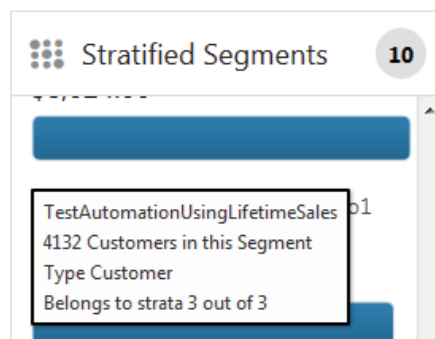 Stratified Segments 10
TestAutomationUsingLifetimeSales
4132 Customers in this Segment
Type Customer
Belongs to strata 3 out of 3